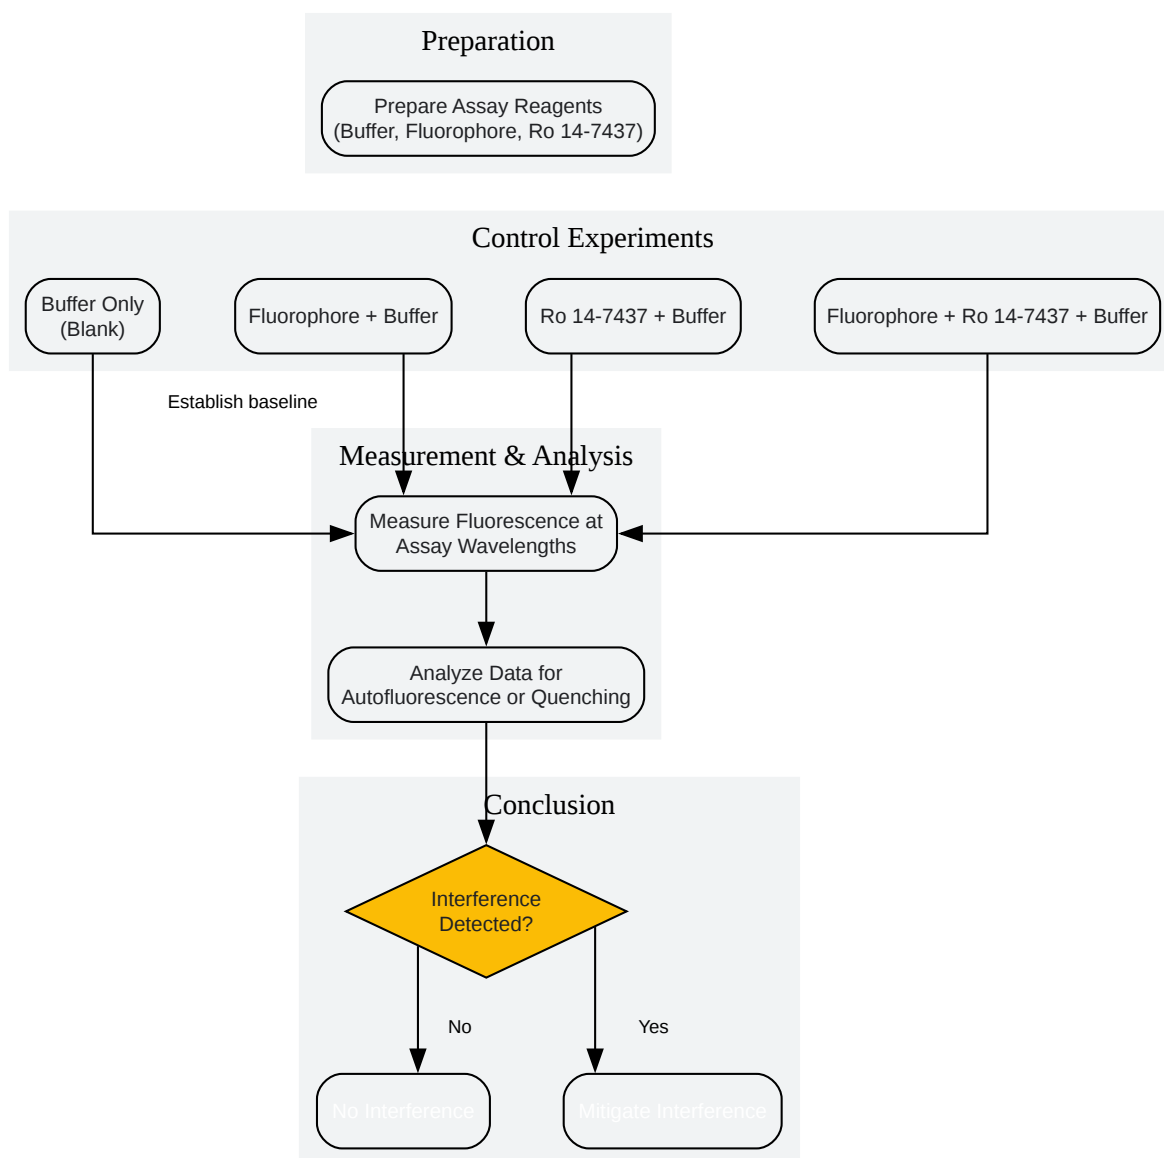 Preparation
Prepare Assay Reagents
(Buffer, Fluorophore, Ro 14-7437)
Control Experiments
Buffer Only
(Blank)
Fluorophore + Buffer
Ro 14-7437 + Buffer
Fluorophore + Ro 14-7437 + Buffer
Establish baseline
Measurement & Analysis
Measure Fluorescence at
Assay Wavelengths
Analyze Data for
Autofluorescence or Quenching
Conclusion
Interference
Detected?
No
Yes
No Interference
Mitigate Interference